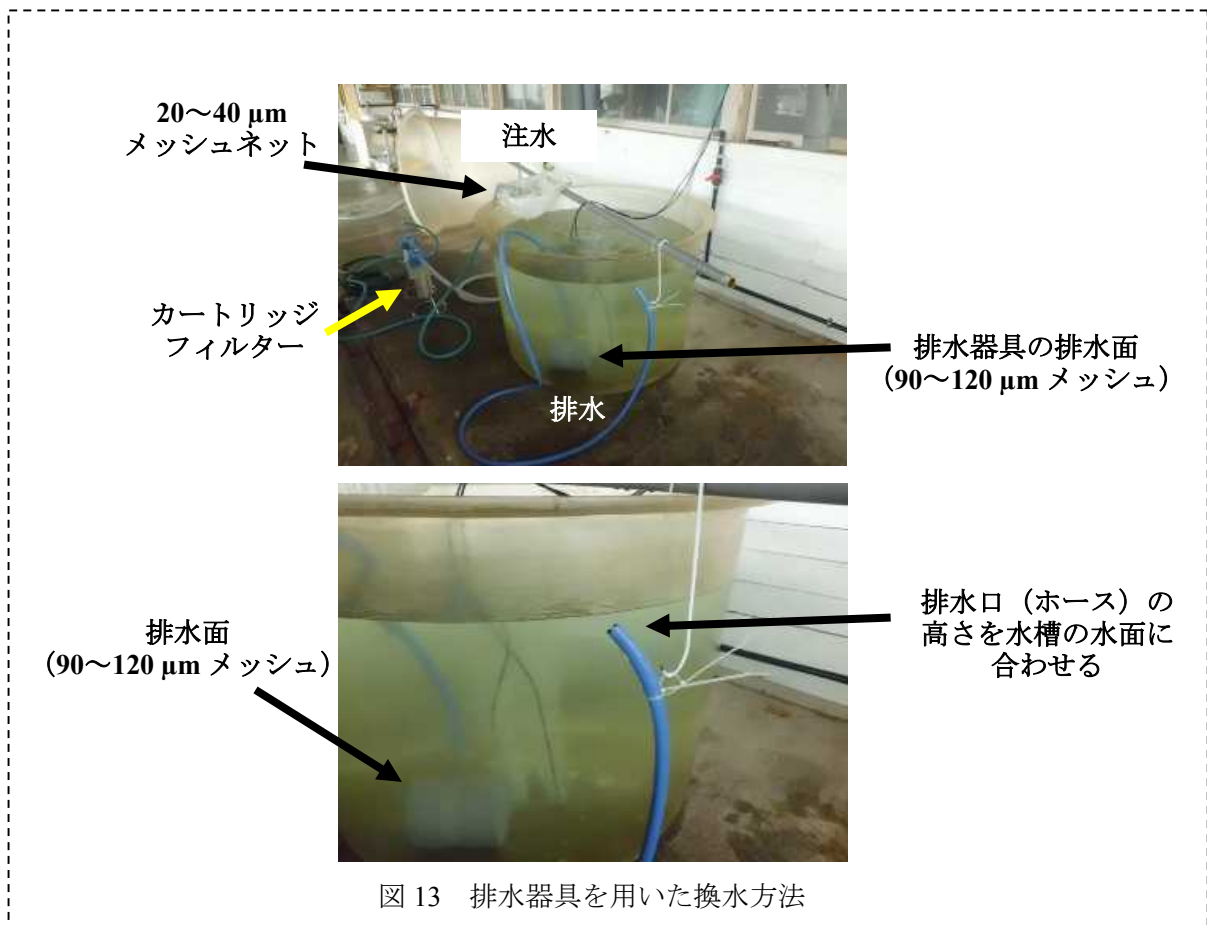 20~40 µm
メッシュネット
注水
カートリッジ
フィルター
排水器具の排水面
（90~120 µm メッシュ）
排水
排水面
（90~120 µm メッシュ）
排水口（ホース）の
高さを水槽の水面に
合わせる
図 13　排水器具を用いた換水方法